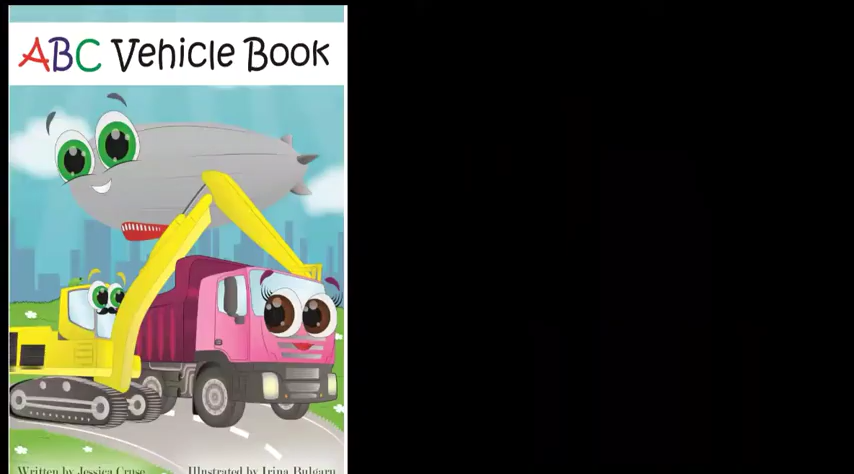 ABC Vehicle Book
Written by Jessica Cruse Illustrated by Irina Bulgaru